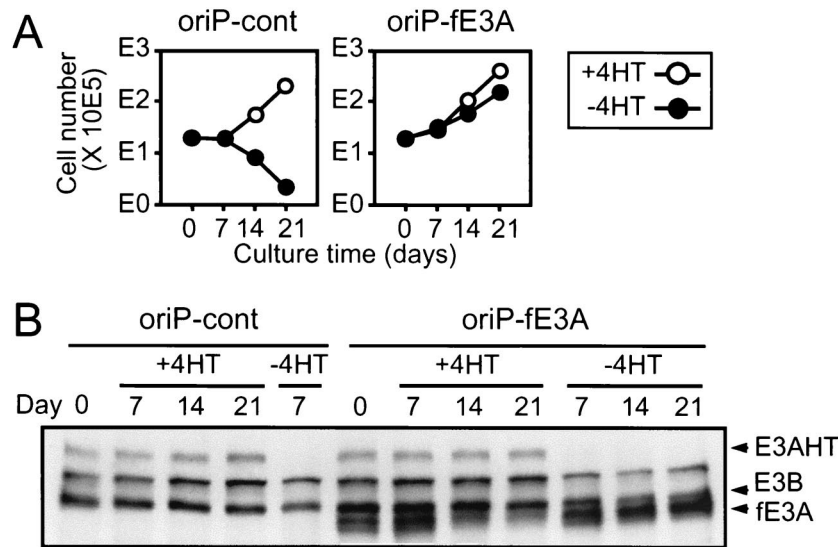 A
oriP-cont oriP-fE3A
Cell number
(X 10E5)
E3
E2
E1
E0
E3
E2
E1
E0
0 7 14 21 0 7 14 21
Culture time (days)
+4HT
-4HT
B
oriP-cont oriP-fE3A
+4HT -4HT +4HT -4HT
Day 0 7 14 21 7 0 7 14 21 7 14 21
E3AHT
E3B
fE3A